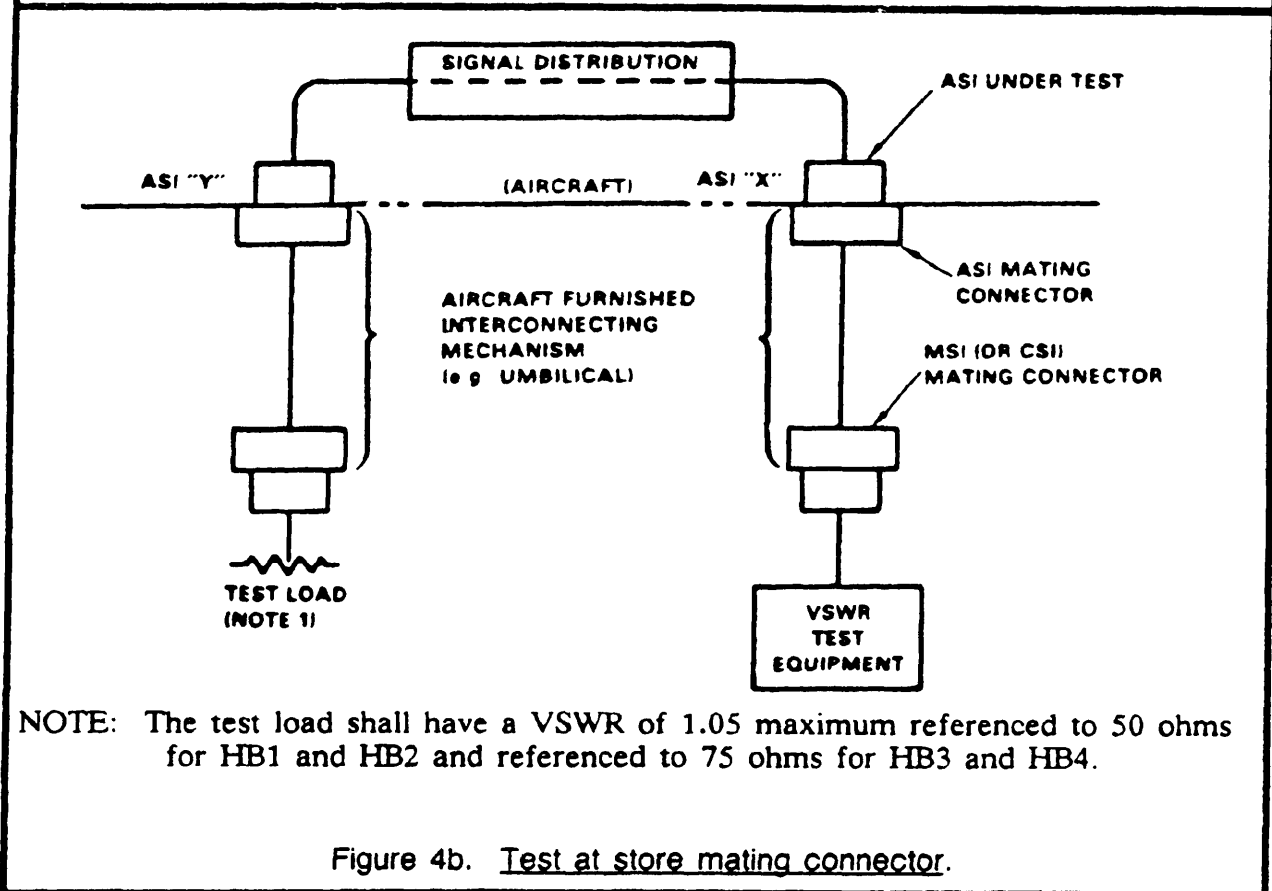 SIGNAL DISTRIBUTION
ASI UNDER TEST
ASI "Y"
(AIRCRAFT)
ASI "X"
ASI MATING
CONNECTOR
AIRCRAFT FURNISHED
INTERCONNECTING
MECHANISM
(e g UMBILICAL)
MSI (OR CSI)
MATING CONNECTOR
TEST LOAD
(NOTE 1)
VSWR
TEST
EQUIPMENT
NOTE: The test load shall have a VSWR of 1.05 maximum referenced to 50 ohms
for HB1 and HB2 and referenced to 75 ohms for HB3 and HB4.
Figure 4b. Test at store mating connector.